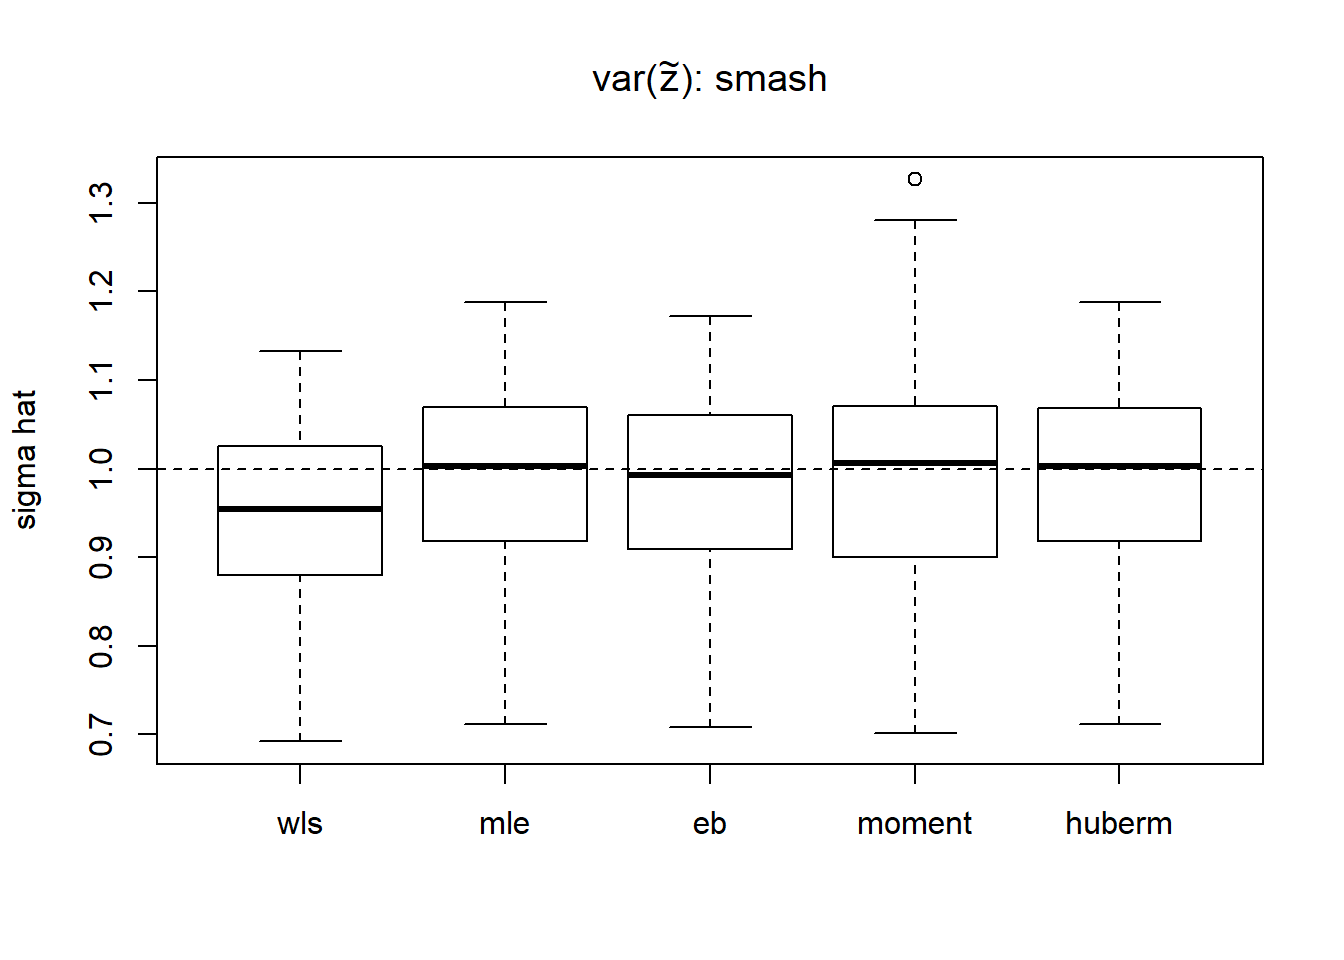 var(z̃): smash
sigma hat
1.3
1.2
1.1
1.0
0.9
0.8
0.7
wls mle eb moment huberm